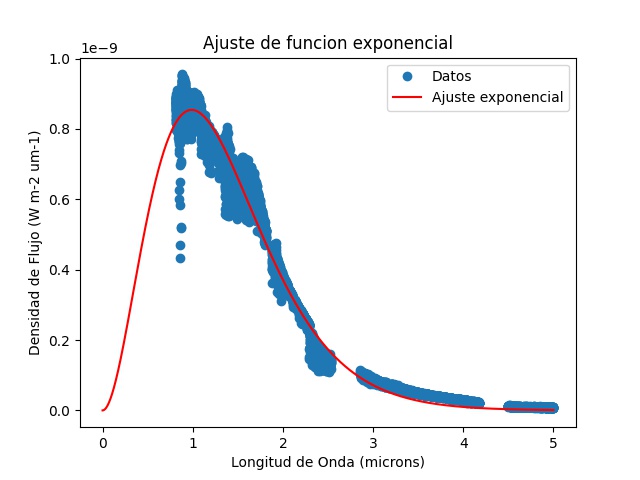 Ajuste de funcion exponencial
1e−9
1.0
0.8
0.6
0.4
0.2
0.0
Densidad de Flujo (W m-2 um-1)
Datos
Ajuste exponencial
0 1 2 3 4 5
Longitud de Onda (microns)